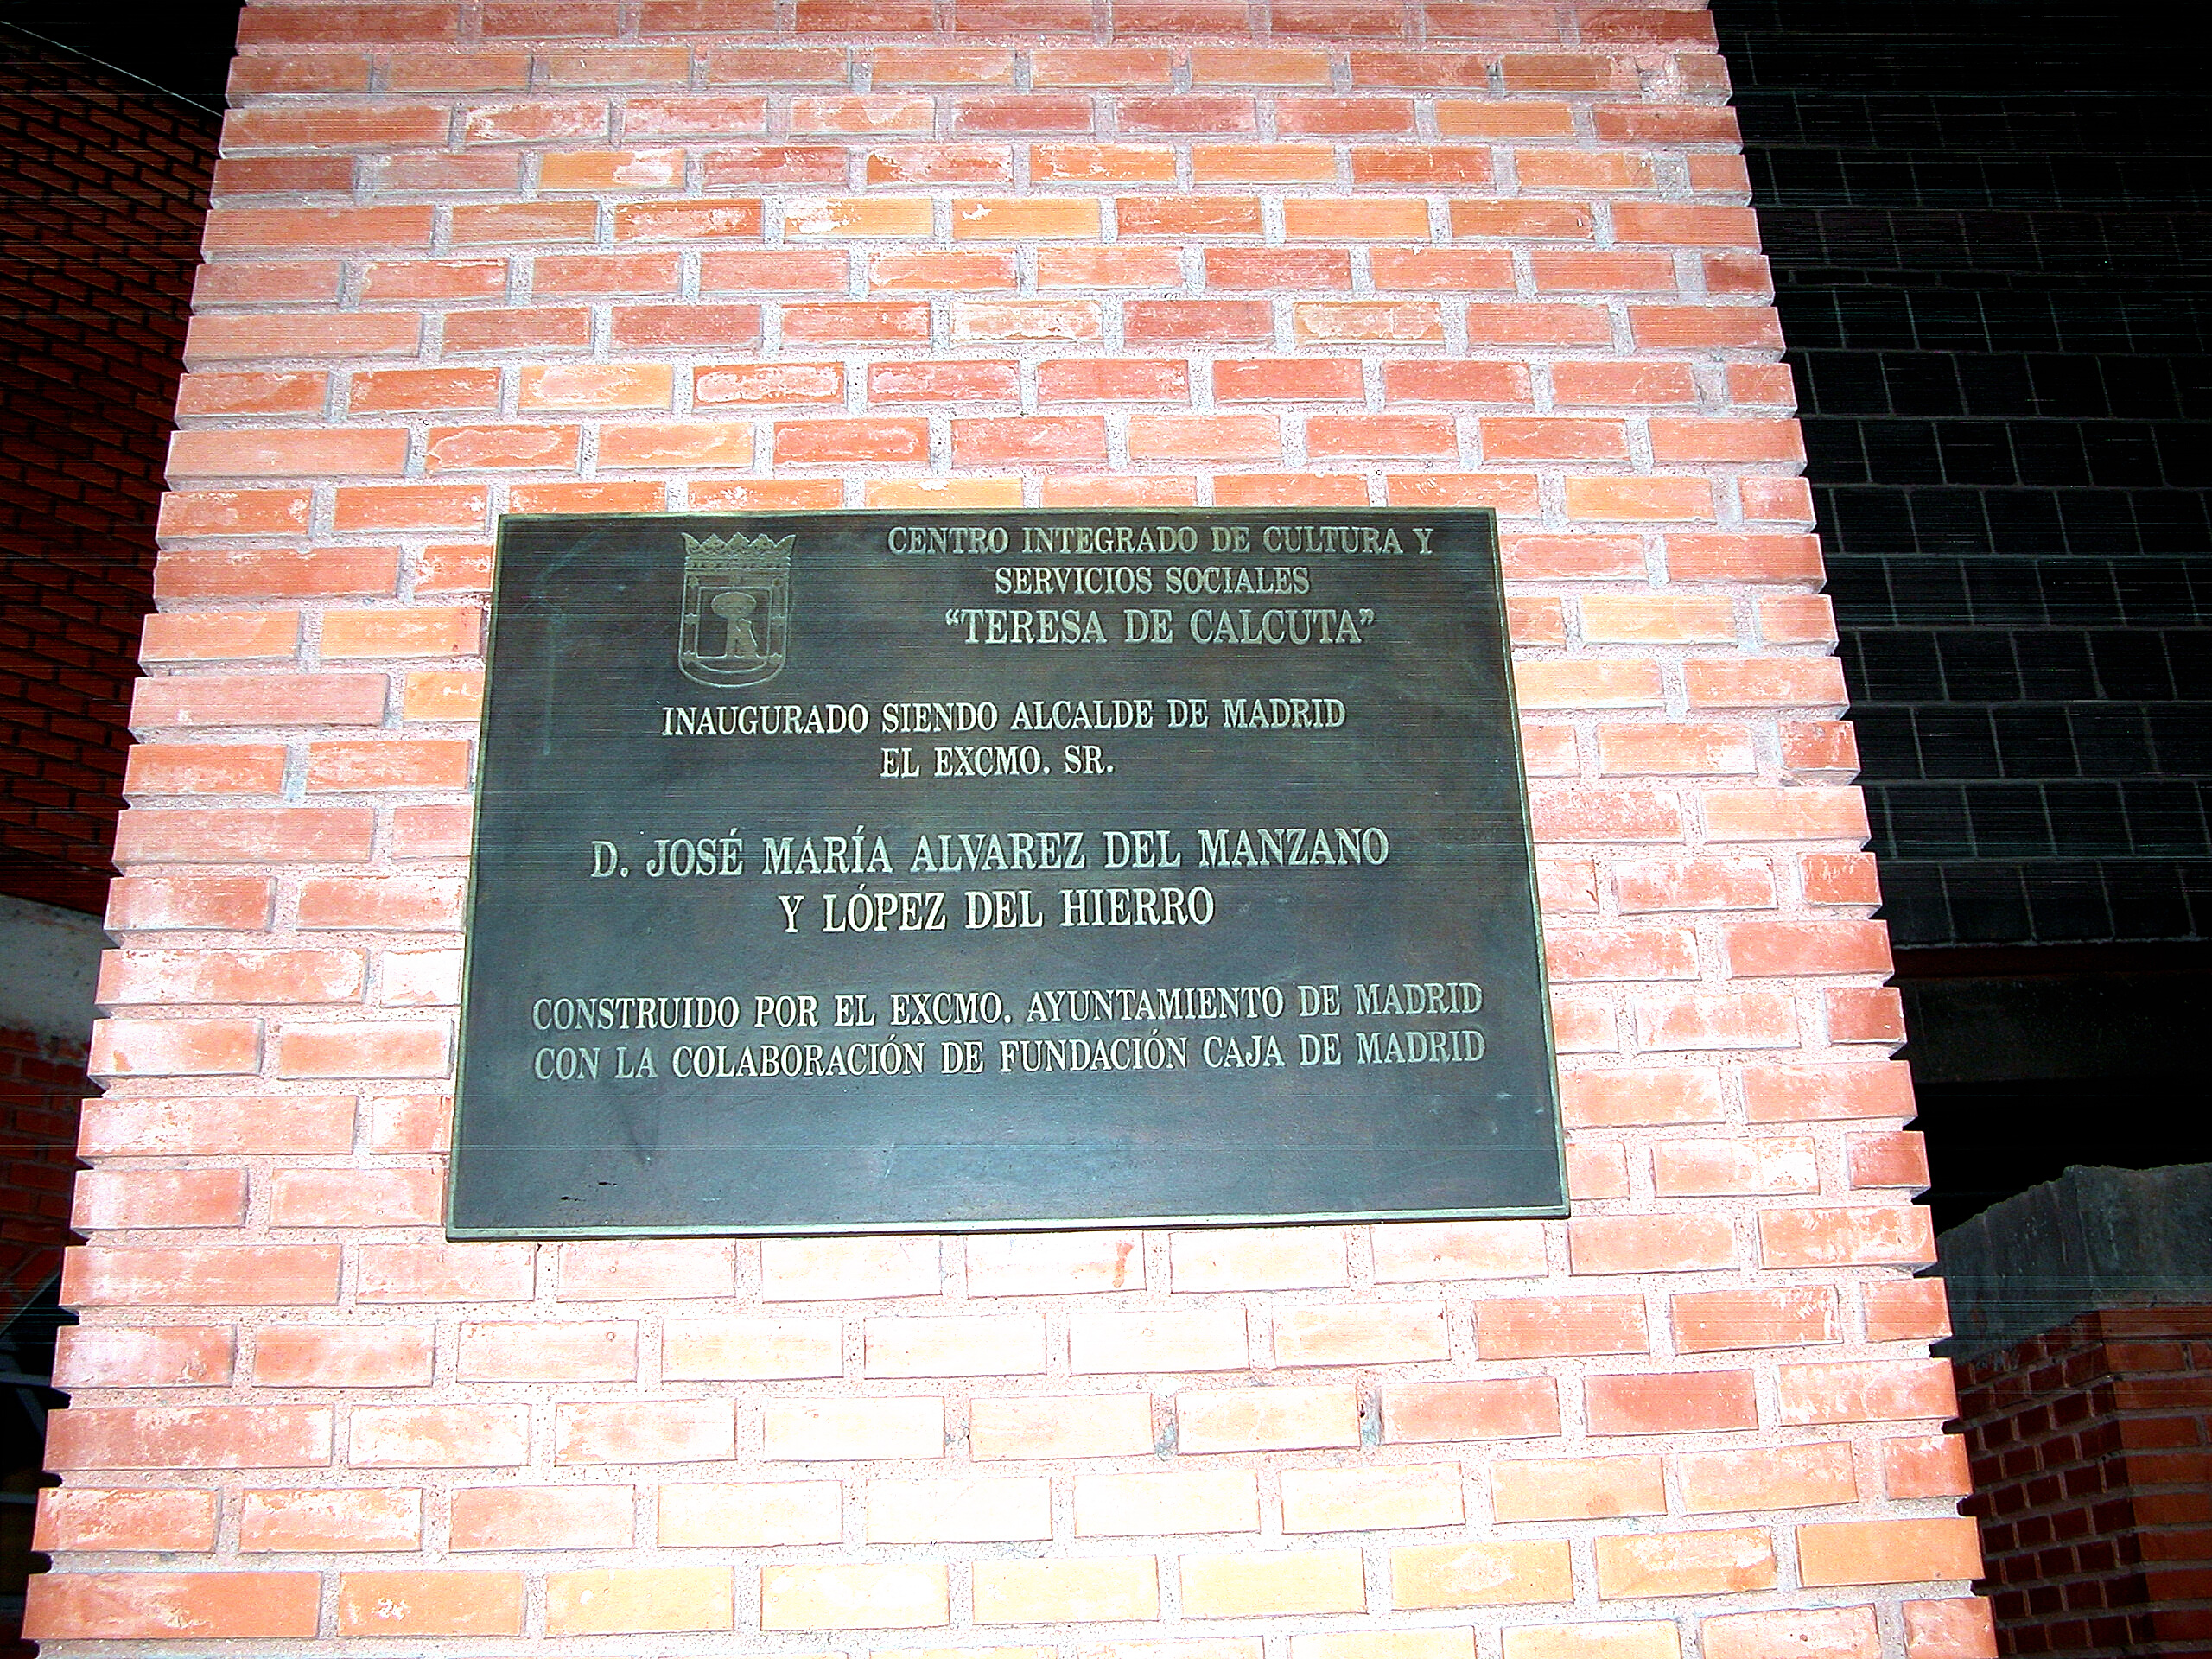 CENTRO INTEGRADO DE CULTURA Y
SERVICIOS SOCIALES
“TERESA DE CALCUTA”
INAUGURADO SIENDO ALCALDE DE MADRID
EL EXCMO. SR.
D. JOSÉ MARÍA ALVAREZ DEL MANZANO
Y LÓPEZ DEL HIERRO
CONSTRUIDO POR EL EXCMO. AYUNTAMIENTO DE MADRID
CON LA COLABORACIÓN DE FUNDACIÓN CAJA DE MADRID